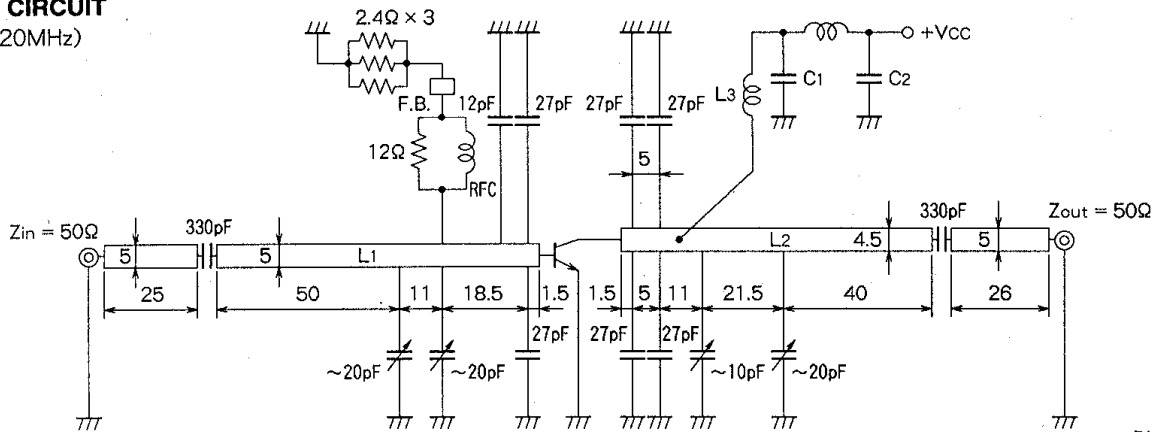 CIRCUIT
20MHz)
2.4Ω × 3
F.B.
12pF
27pF
27pF
27pF
L3
C1
C2
+VCC
12Ω
RFC
5
Zin = 50Ω
330pF
5
5
L1
L2
4.5
330pF
5
Zout = 50Ω
25
50
11
18.5
1.5
1.5
5
11
21.5
40
26
~20pF
~20pF
27pF
27pF
27pF
~10pF
~20pF